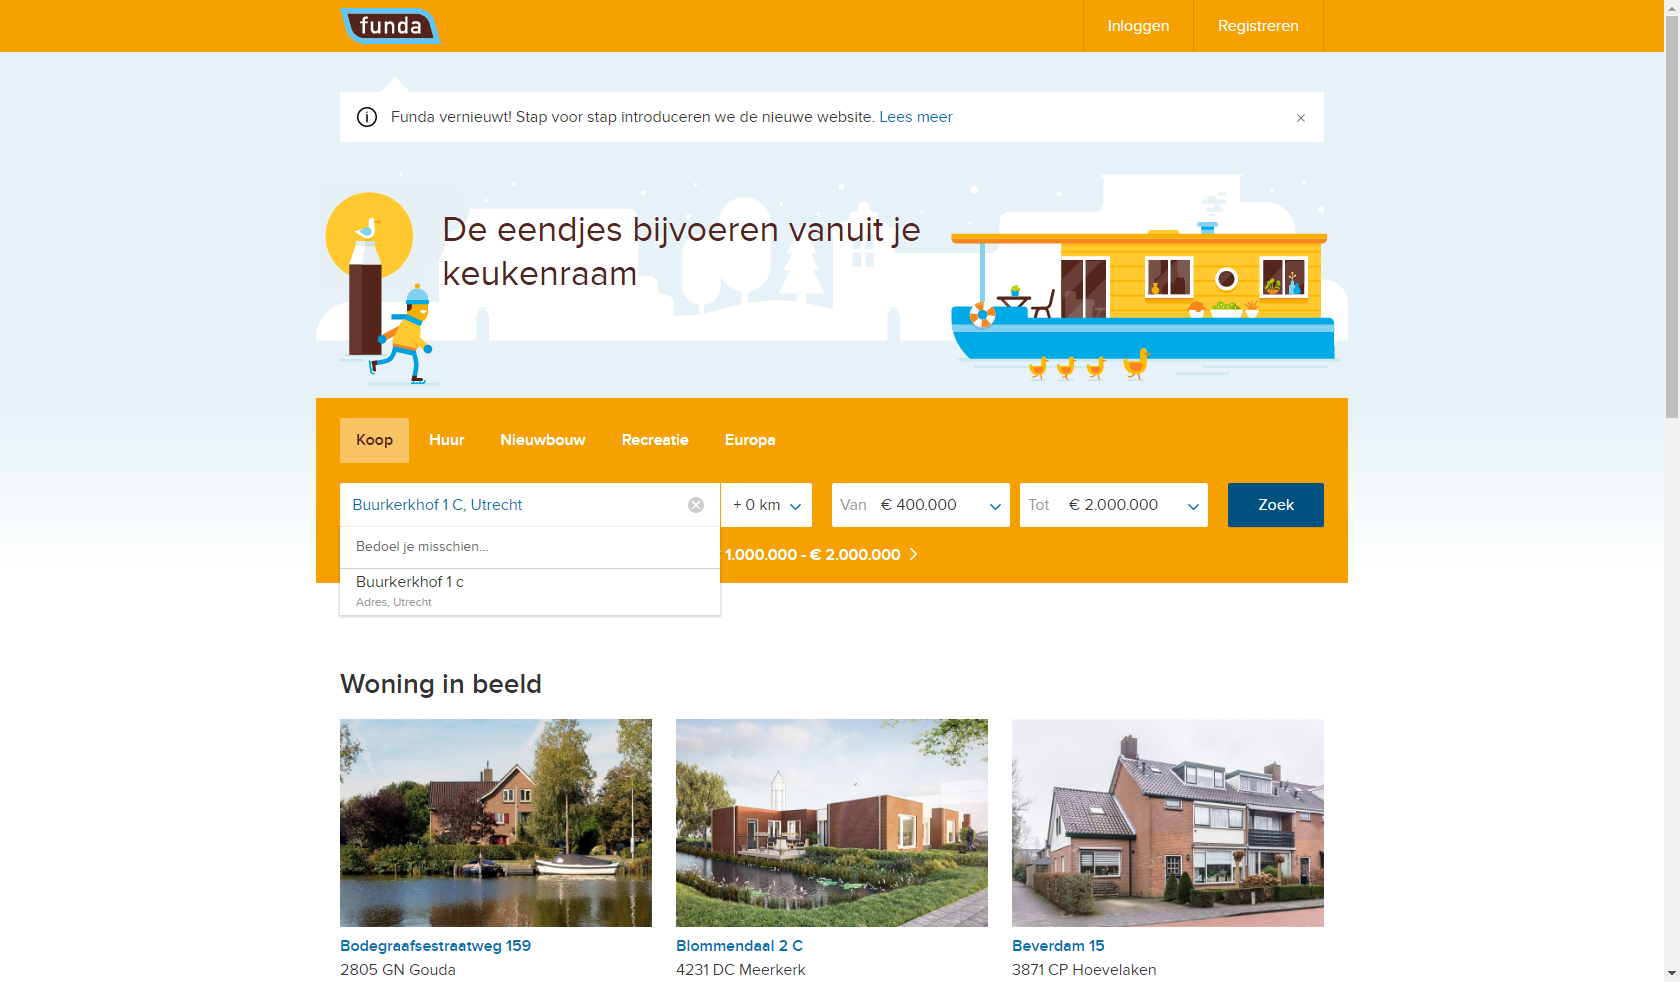 funda
Inloggen
Registreren
Funda vernieuwt! Stap voor stap introduceren we de nieuwe website. Lees meer
De eendjes bijvoeren vanuit je
keukenraam
Koop
Huur
Nieuwbouw
Recreatie
Europa
Buurkerkhof 1 C, Utrecht
+ 0 km
Van € 400.000
Tot € 2.000.000
Zoek
Bedoel je misschien...
1.000.000 - € 2.000.000
Buurkerkhof 1 c
Adres, Utrecht
Woning in beeld
Bodegraafsestraatweg 159
2805 GN Gouda
Blommendaal 2 C
4231 DC Meerkerk
Beverdam 15
3871 CP Hoevelaken